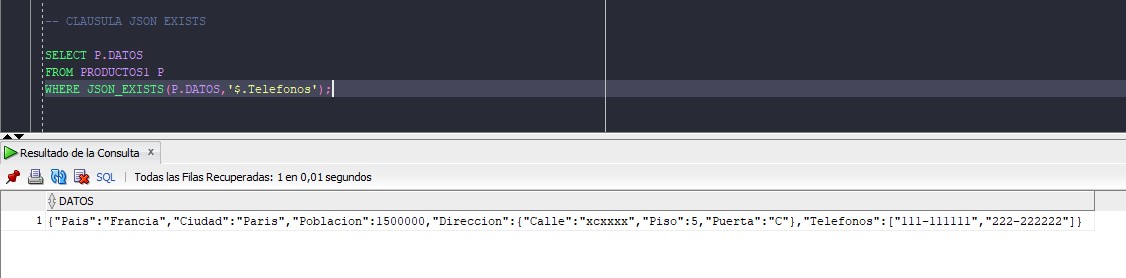 -- CLAUSULA JSON EXISTS
SELECT P.DATOS
FROM PRODUCTOS1 P
WHERE JSON_EXISTS(P.DATOS,'$.Telefonos');
Resultado de la Consulta x
SQL | Todas las Filas Recuperadas: 1 en 0,01 segundos
DATOS
1 {"Pais":"Francia","Ciudad":"Paris","Poblacion":1500000,"Direccion":{"Calle":"xcxxxx","Piso":5,"Puerta":"C"},"Telefonos":["111-111111","222-222222"]}